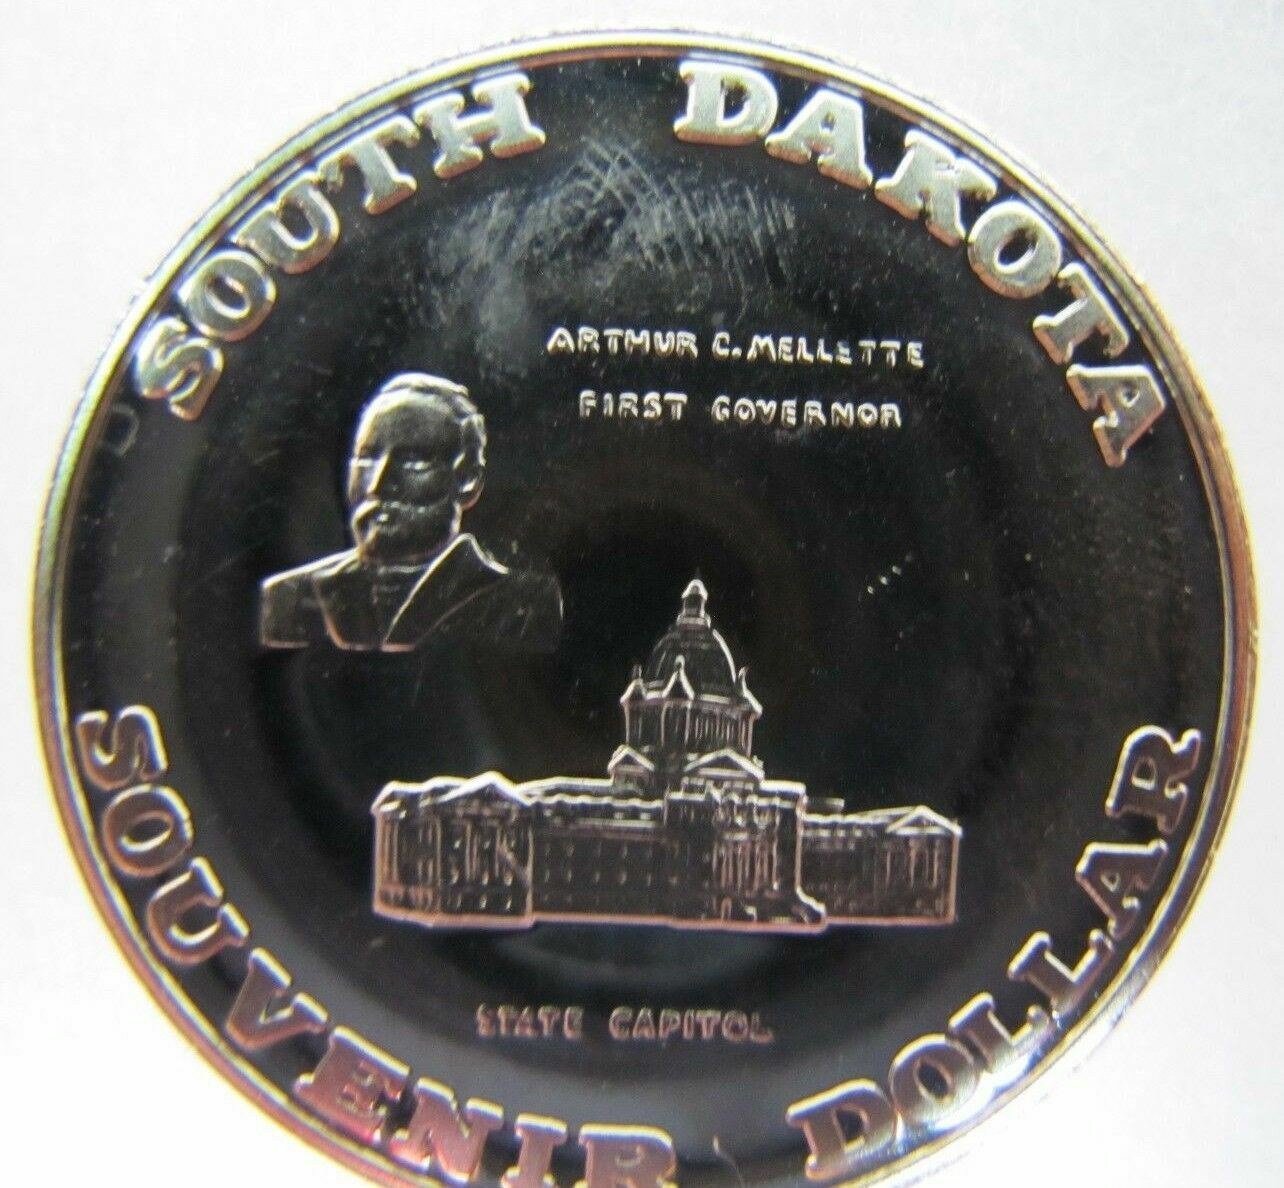 SOUTH DAKOTA
ARTHUR C. MELLETTE
FIRST GOVERNOR
STATE CAPITOL
SOUVENIR DOLLAR